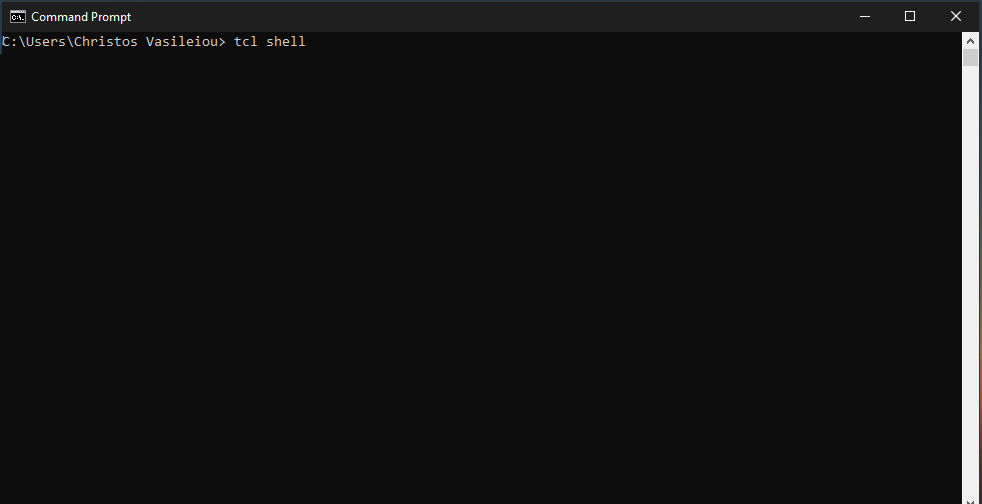 Command Prompt
C:\Users\Christos Vasileiou> tcl shell